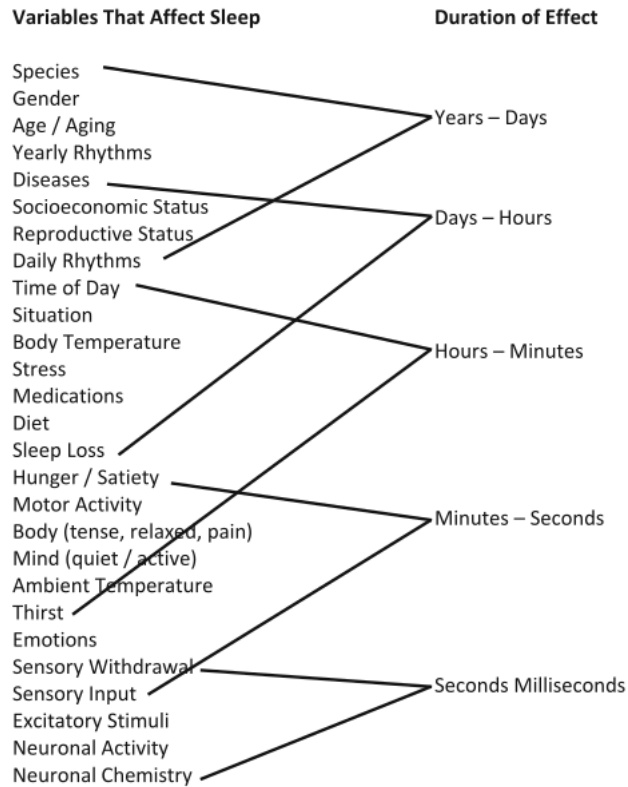 Variables That Affect Sleep
Duration of Effect
Species
Gender
Age / Aging
Yearly Rhythms
Diseases
Socioeconomic Status
Reproductive Status
Daily Rhythms
Time of Day
Situation
Body Temperature
Stress
Medications
Diet
Sleep Loss
Hunger / Satiety
Motor Activity
Body (tense, relaxed, pain)
Mind (quiet / active)
Ambient Temperature
Thirst
Emotions
Sensory Withdrawal
Sensory Input
Excitatory Stimuli
Neuronal Activity
Neuronal Chemistry
Years – Days
Days – Hours
Hours – Minutes
Minutes – Seconds
Seconds Milliseconds